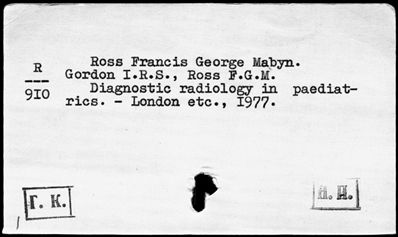 Ross Francis George Mabyn.
R
Gordon I.R.S., Ross F.G.M.
910
Diagnostic radiology in paediat-
rics. - London etc., 1977.
Г. К.
Н. Н.